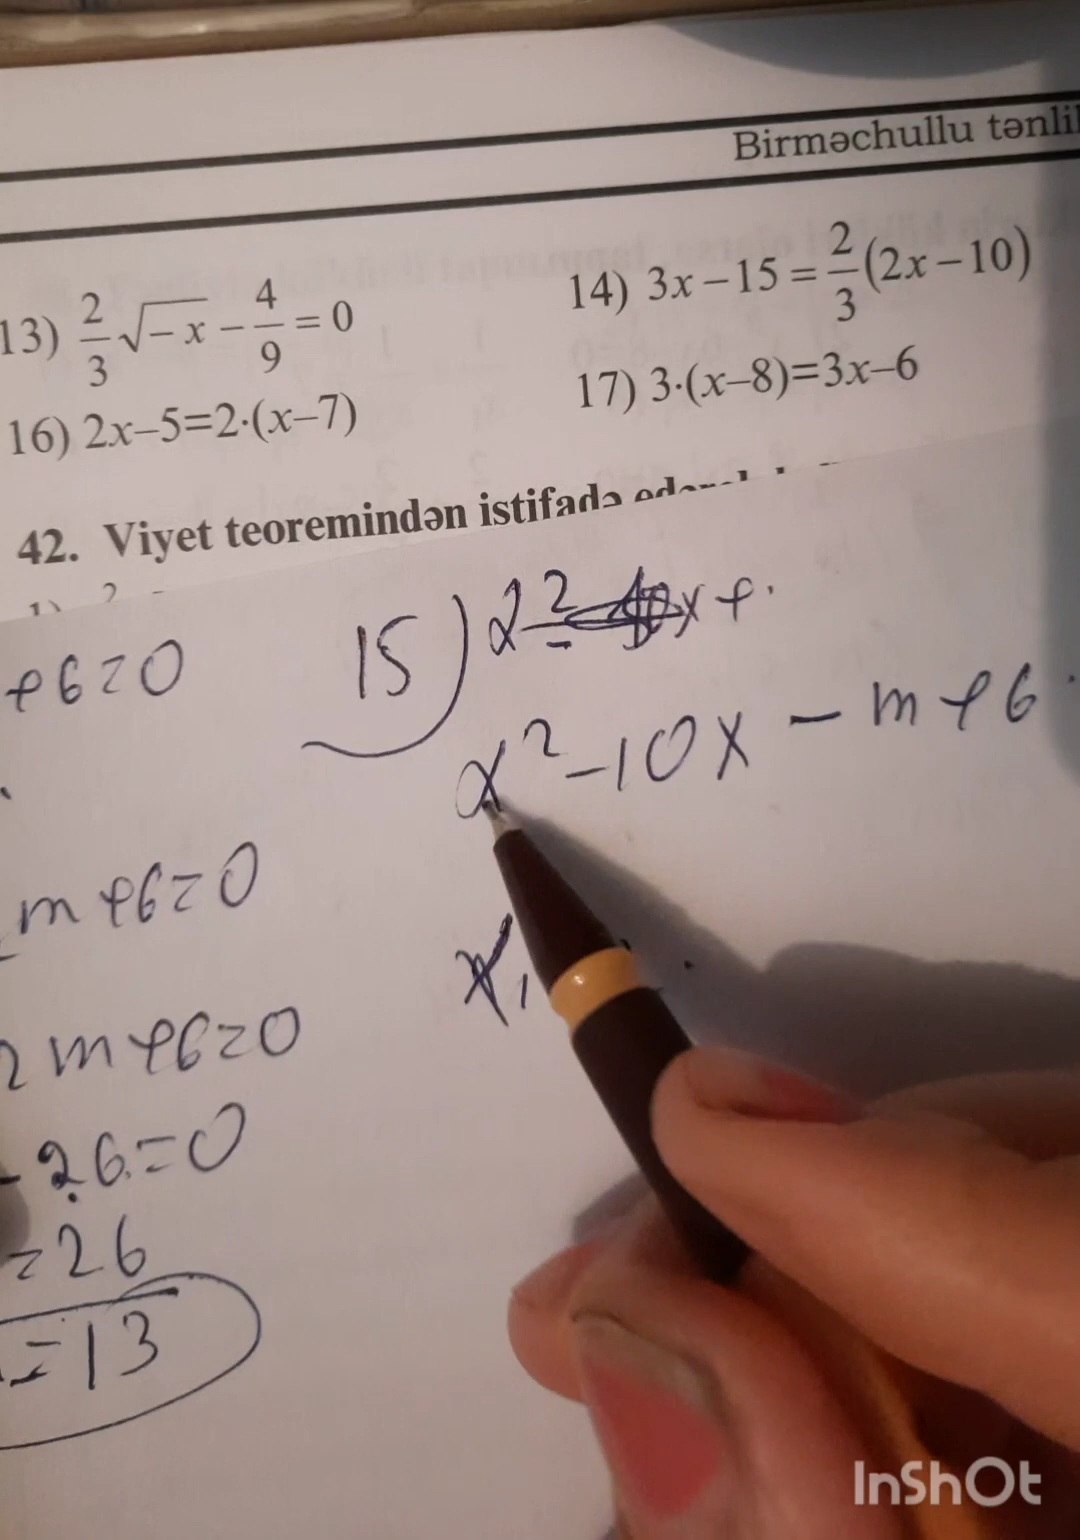 Birməchullu tənlik
13) 2/3 √-x - 4/9 = 0
14) 3x-15 = 2/3 (2x-10)
16) 2x-5=2·(x-7)
17) 3·(x-8)=3x-6
42. Viyet teoremindən istifadə
+6=0
15)
x²-10x - m+6
m+6=0
2m+6=0
-26=0
=26
=13
x₁
InShOt